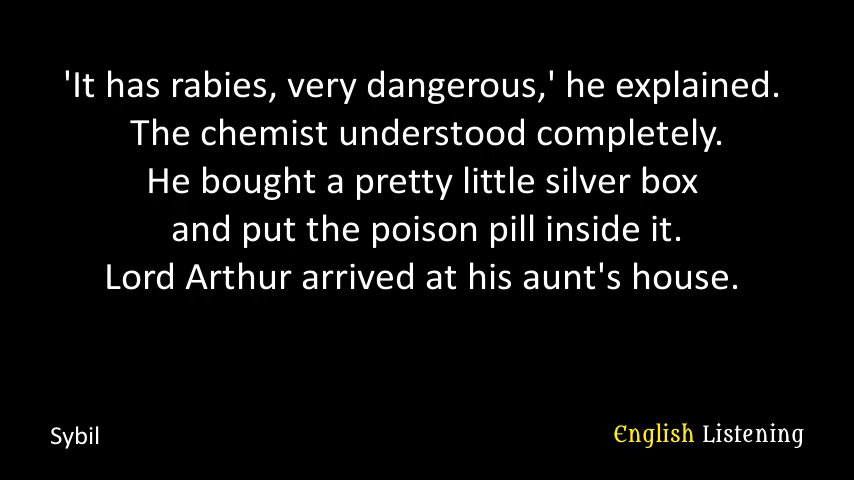 'It has rabies, very dangerous,' he explained.
The chemist understood completely.
He bought a pretty little silver box
and put the poison pill inside it.
Lord Arthur arrived at his aunt's house.
Sybil
English Listening